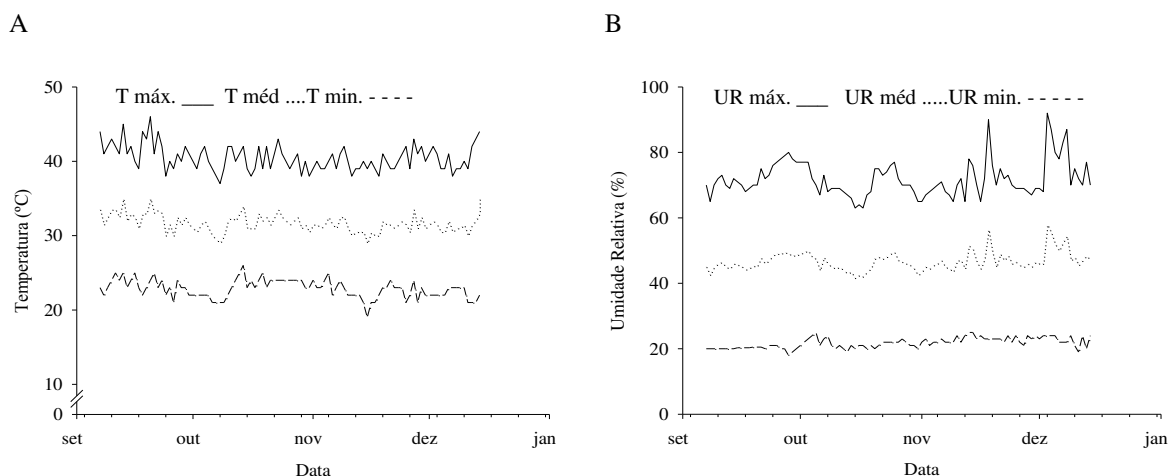 A
B
50
T máx. ___ T méd ....T min. - - - -
40
30
20
10
0
Temperatura (ºC)
set out nov dez jan
Data
100
UR máx. ___ UR méd .....UR min. - - - - -
80
60
40
20
0
Umidade Relativa (%)
set out nov dez jan
Data